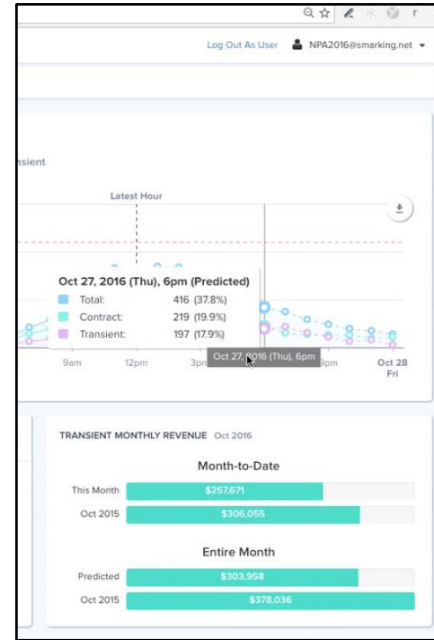 Log Out As User NPA2016@smarking.net
nsient
Latest Hour
Oct 27, 2016 (Thu), 6pm (Predicted)
Total: 416 (37.8%)
Contract: 219 (19.9%)
Transient: 197 (17.9%)
Oct 27, 2016 (Thu), 6pm
9am 12pm 3pm 9pm Oct 28
Fri
TRANSIENT MONTHLY REVENUE Oct 2016
Month-to-Date
This Month $257,671
Oct 2015 $306,055
Entire Month
Predicted $303,958
Oct 2015 $378,036